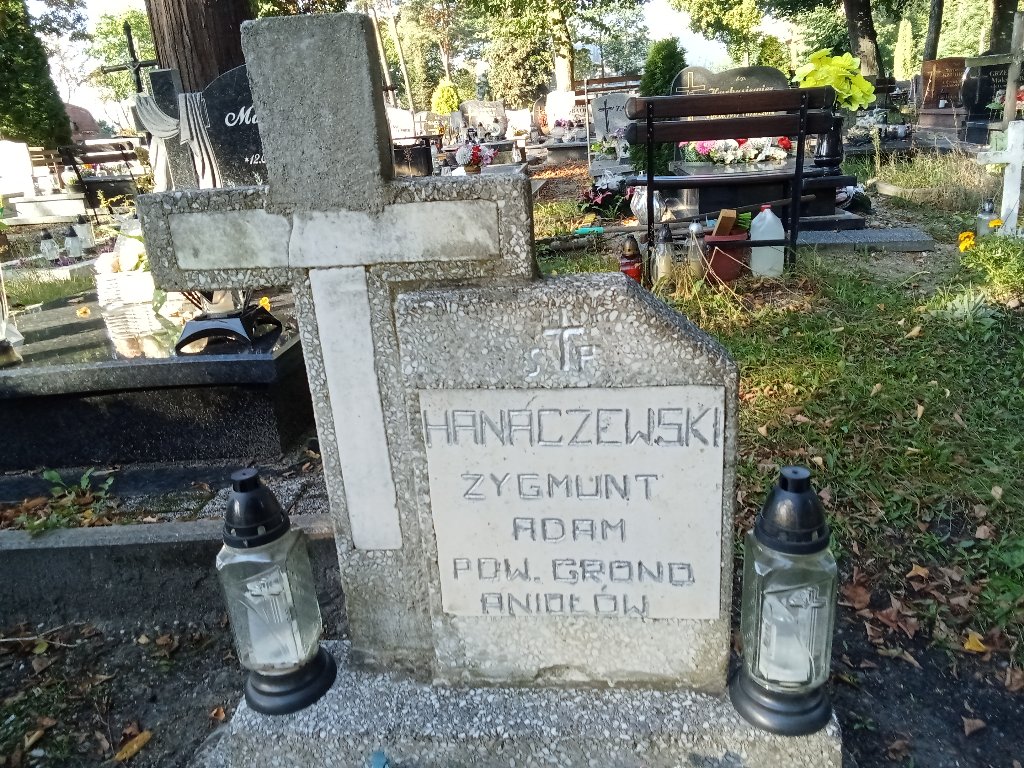 Ś P
HANACZEWSKI
ZYGMUNT
ADAM
POW. GRONO
ANIOŁÓW